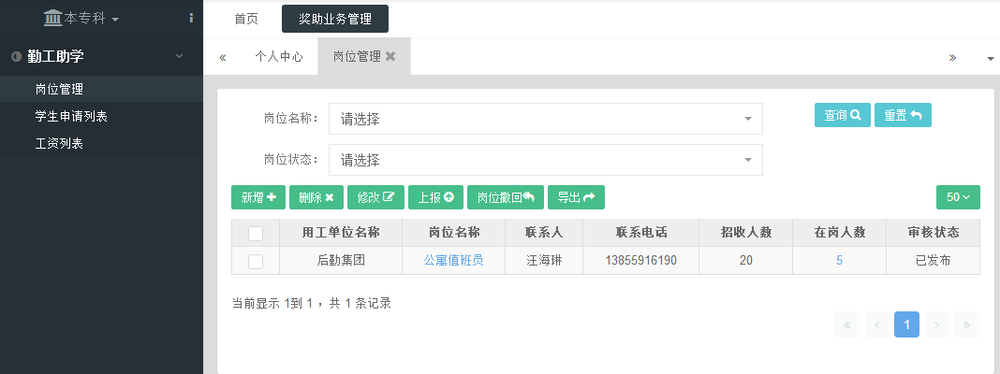 本专科
首页 奖助业务管理
勤工助学
个人中心 岗位管理
岗位管理
学生申请列表
工资列表
岗位名称： 请选择 查询 重置
岗位状态： 请选择
新增 删除 修改 上报 岗位撤回 导出 50
用工单位名称 岗位名称 联系人 联系电话 招收人数 在岗人数 审核状态
后勤集团 公寓值班员 汪海琳 13855916190 20 5 已发布
当前显示 1到 1 ，共 1 条记录
« ‹ 1 › »